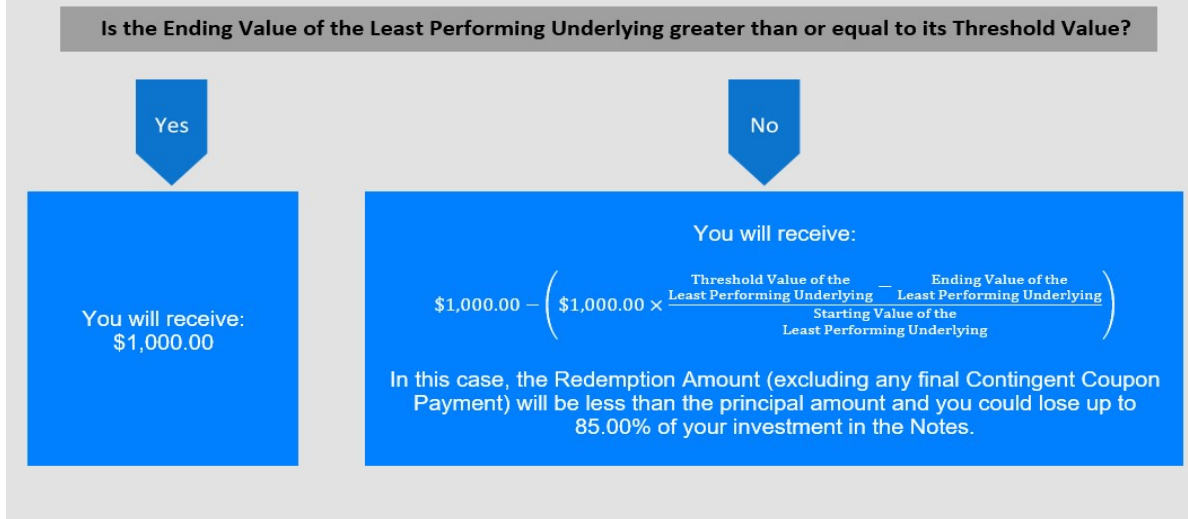 Is the Ending Value of the Least Performing Underlying greater than or equal to its Threshold Value?
Yes
No
You will receive:
$1,000.00
You will receive:
$1,000.00 − ($1,000.00 × (Threshold Value of the Least Performing Underlying − Ending Value of the Least Performing Underlying) / Starting Value of the Least Performing Underlying)
In this case, the Redemption Amount (excluding any final Contingent Coupon
Payment) will be less than the principal amount and you could lose up to
85.00% of your investment in the Notes.